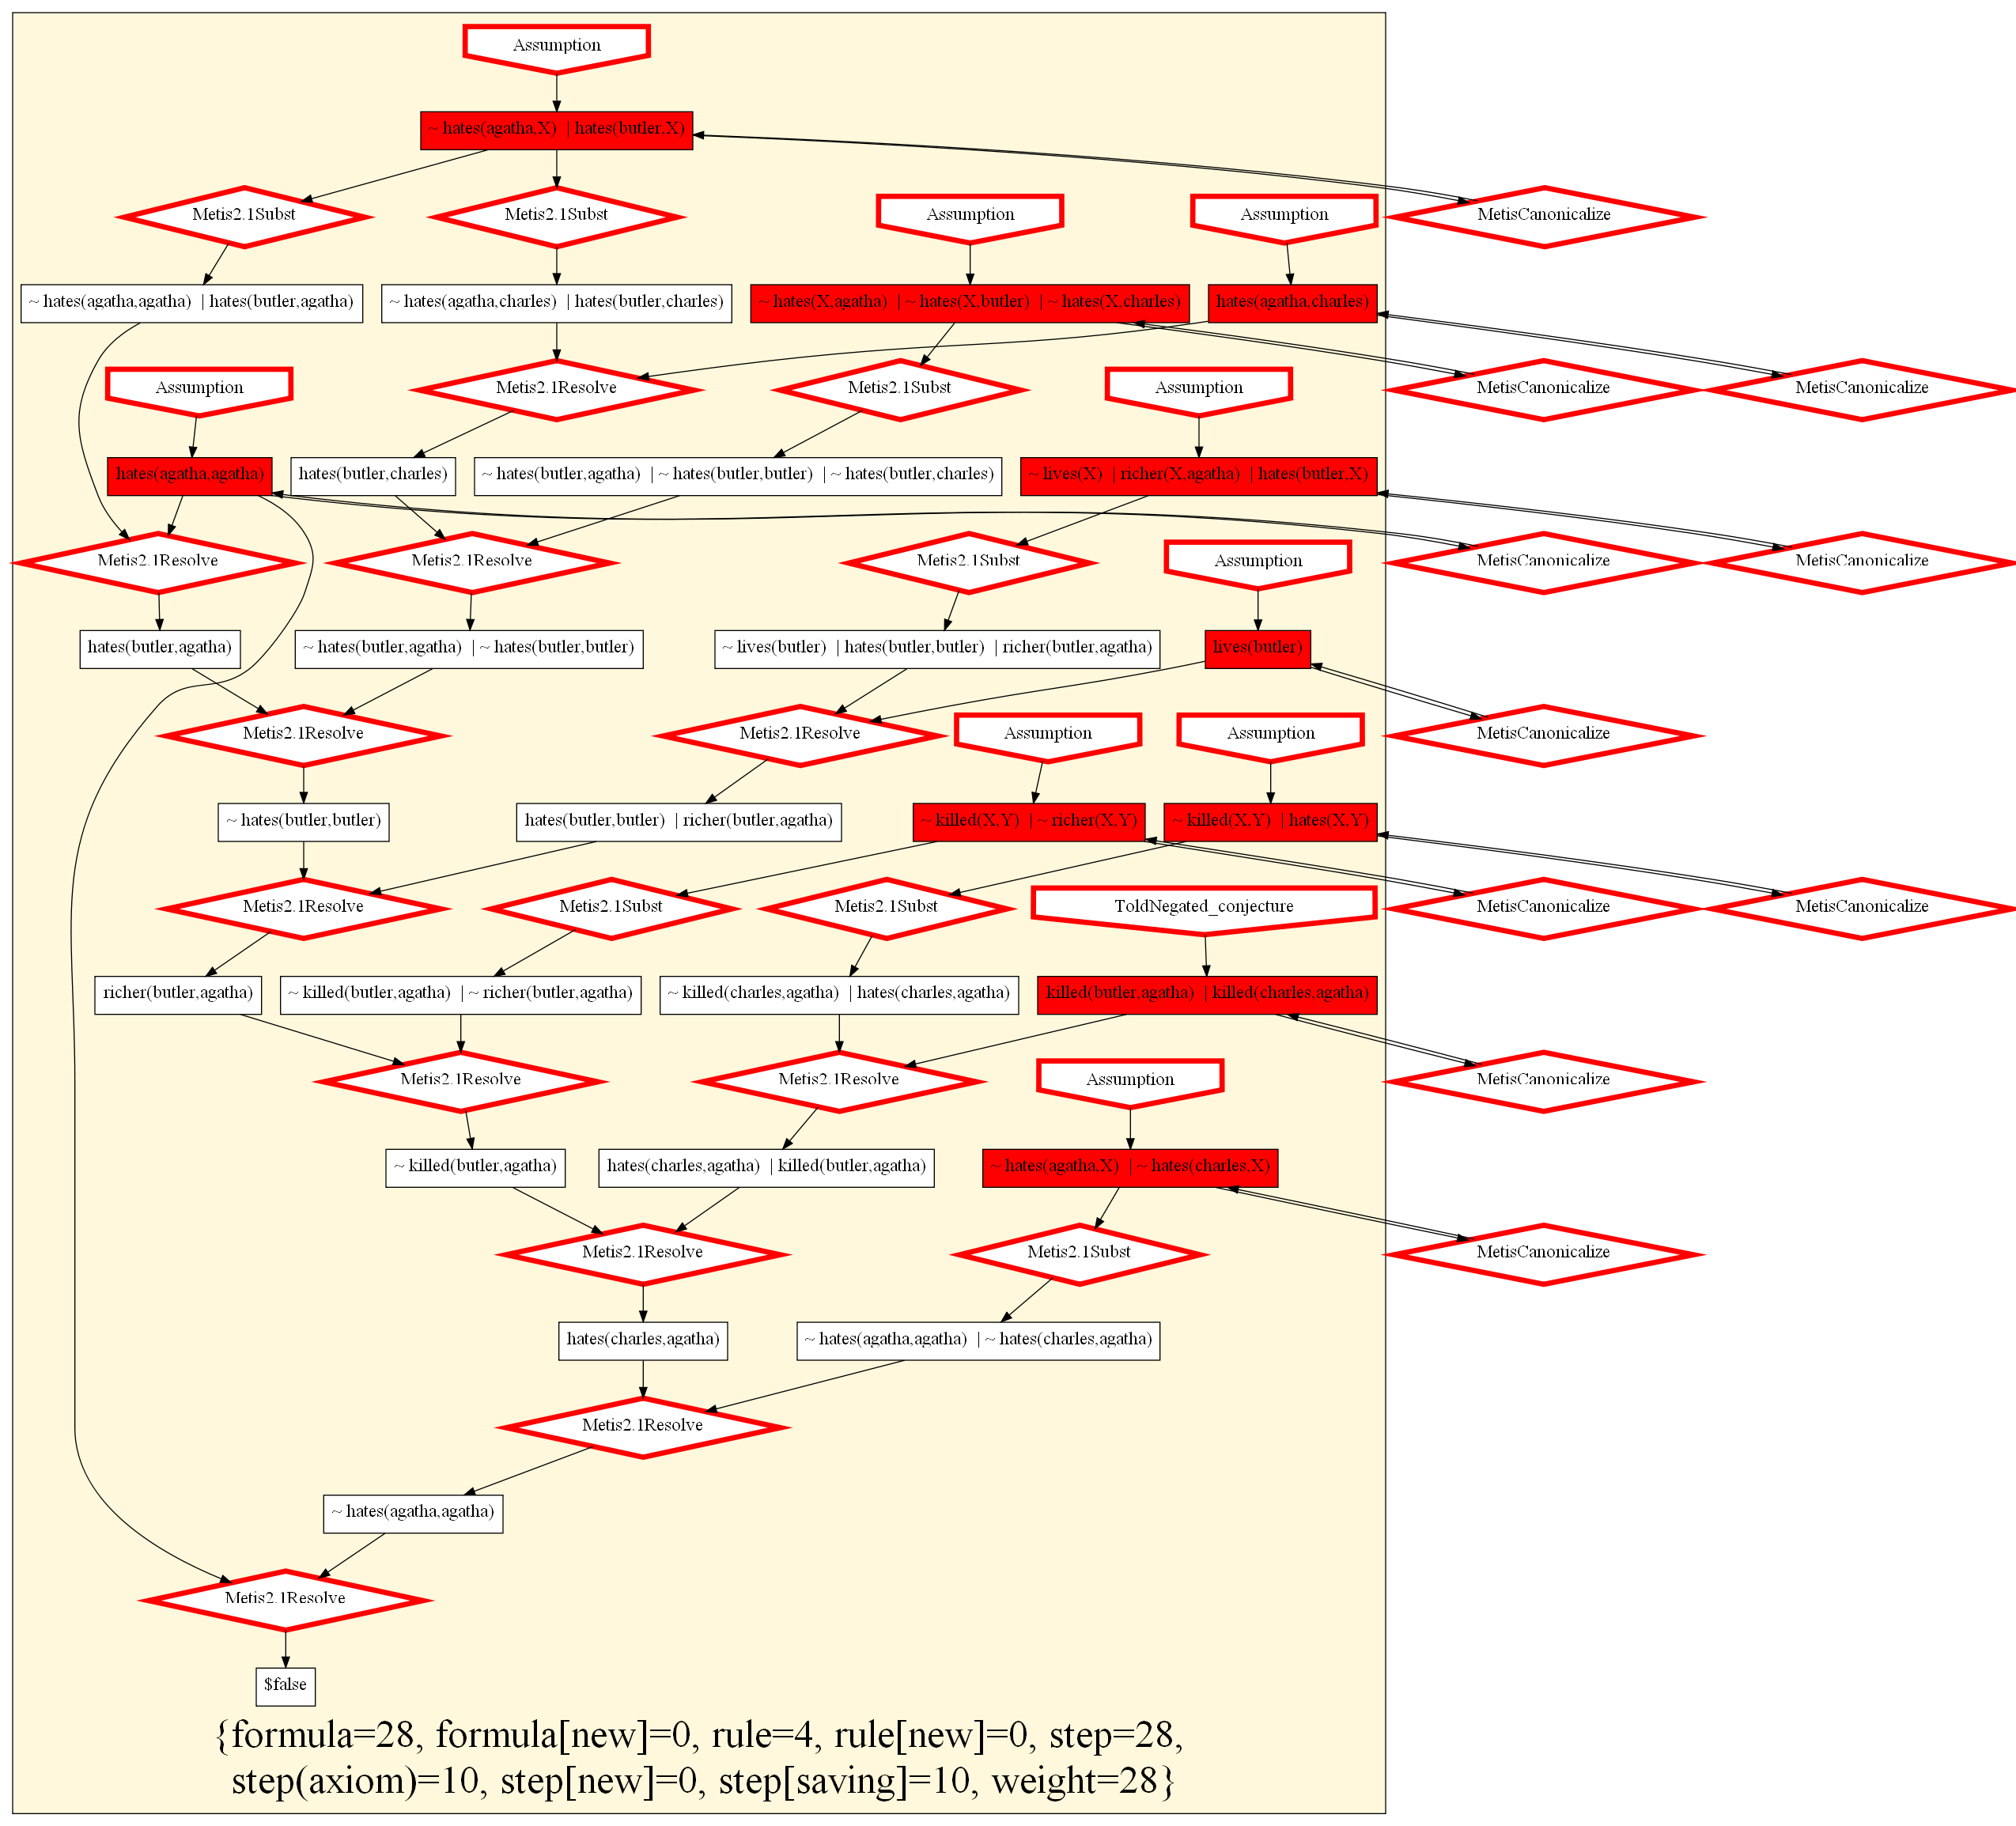 Assumption
~ hates(agatha,X) | hates(butler,X)
Metis2.1Subst
Metis2.1Subst
Assumption
Assumption
MetisCanonicalize
~ hates(agatha,agatha) | hates(butler,agatha)
~ hates(agatha,charles) | hates(butler,charles)
~ hates(X,agatha) | ~ hates(X,butler) | ~ hates(X,charles)
hates(agatha,charles)
Assumption
Metis2.1Resolve
Metis2.1Subst
Assumption
MetisCanonicalize
MetisCanonicalize
hates(agatha,agatha)
hates(butler,charles)
~ hates(butler,agatha) | ~ hates(butler,butler) | ~ hates(butler,charles)
~ lives(X) | richer(X,agatha) | hates(butler,X)
Metis2.1Resolve
Metis2.1Resolve
Metis2.1Subst
Assumption
MetisCanonicalize
MetisCanonicalize
hates(butler,agatha)
~ hates(butler,agatha) | ~ hates(butler,butler)
~ lives(butler) | hates(butler,butler) | richer(butler,agatha)
lives(butler)
Metis2.1Resolve
Metis2.1Resolve
Assumption
Assumption
MetisCanonicalize
~ hates(butler,butler)
hates(butler,butler) | richer(butler,agatha)
~ killed(X,Y) | ~ richer(X,Y)
~ killed(X,Y) | hates(X,Y)
Metis2.1Resolve
Metis2.1Subst
Metis2.1Subst
ToldNegated_conjecture
MetisCanonicalize
MetisCanonicalize
richer(butler,agatha)
~ killed(butler,agatha) | ~ richer(butler,agatha)
~ killed(charles,agatha) | hates(charles,agatha)
killed(butler,agatha) | killed(charles,agatha)
Metis2.1Resolve
Metis2.1Resolve
Assumption
MetisCanonicalize
~ killed(butler,agatha)
hates(charles,agatha) | killed(butler,agatha)
~ hates(agatha,X) | ~ hates(charles,X)
Metis2.1Resolve
Metis2.1Subst
MetisCanonicalize
hates(charles,agatha)
~ hates(agatha,agatha) | ~ hates(charles,agatha)
Metis2.1Resolve
~ hates(agatha,agatha)
Metis2.1Resolve
$false
{formula=28, formula[new]=0, rule=4, rule[new]=0, step=28,
step(axiom)=10, step[new]=0, step[saving]=10, weight=28}